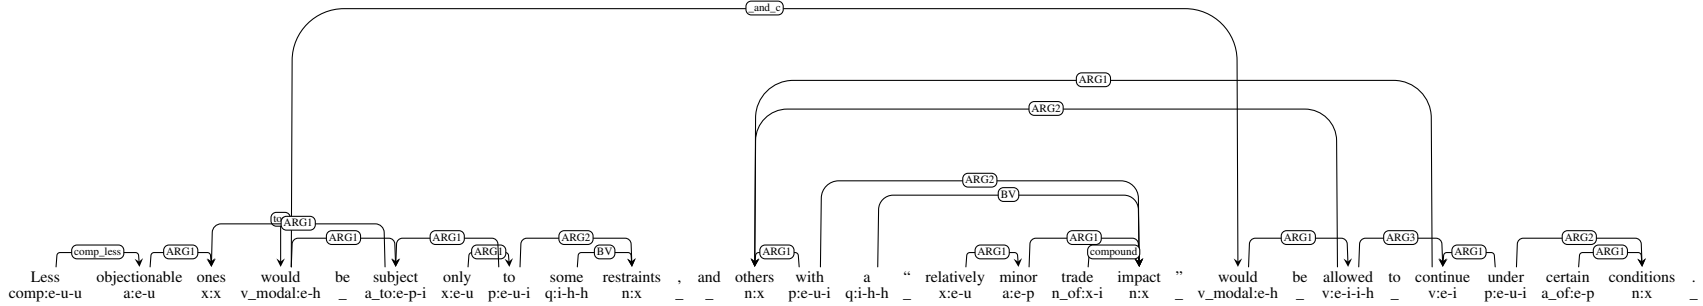 _and_c
ARG1
ARG2
ARG2
BV
ARG1
comp_less ARG1 ARG1 ARG1 ARG1 ARG2 BV ARG1 ARG1 ARG1 compound ARG1 ARG3 ARG1 ARG2 ARG1
Less objectionable ones would be subject only to some restraints , and others with a “ relatively minor trade impact ” would be allowed to continue under certain conditions .
comp:e-u-u a:e-u x:x v_modal:e-h _ a_to:e-p-i x:e-u p:e-u-i q:i-h-h n:x _ _ n:x p:e-u-i q:i-h-h _ x:e-u a:e-p n_of:x-i n:x _ v_modal:e-h _ v:e-i-i-h _ v:e-i p:e-u-i a_of:e-p n:x _